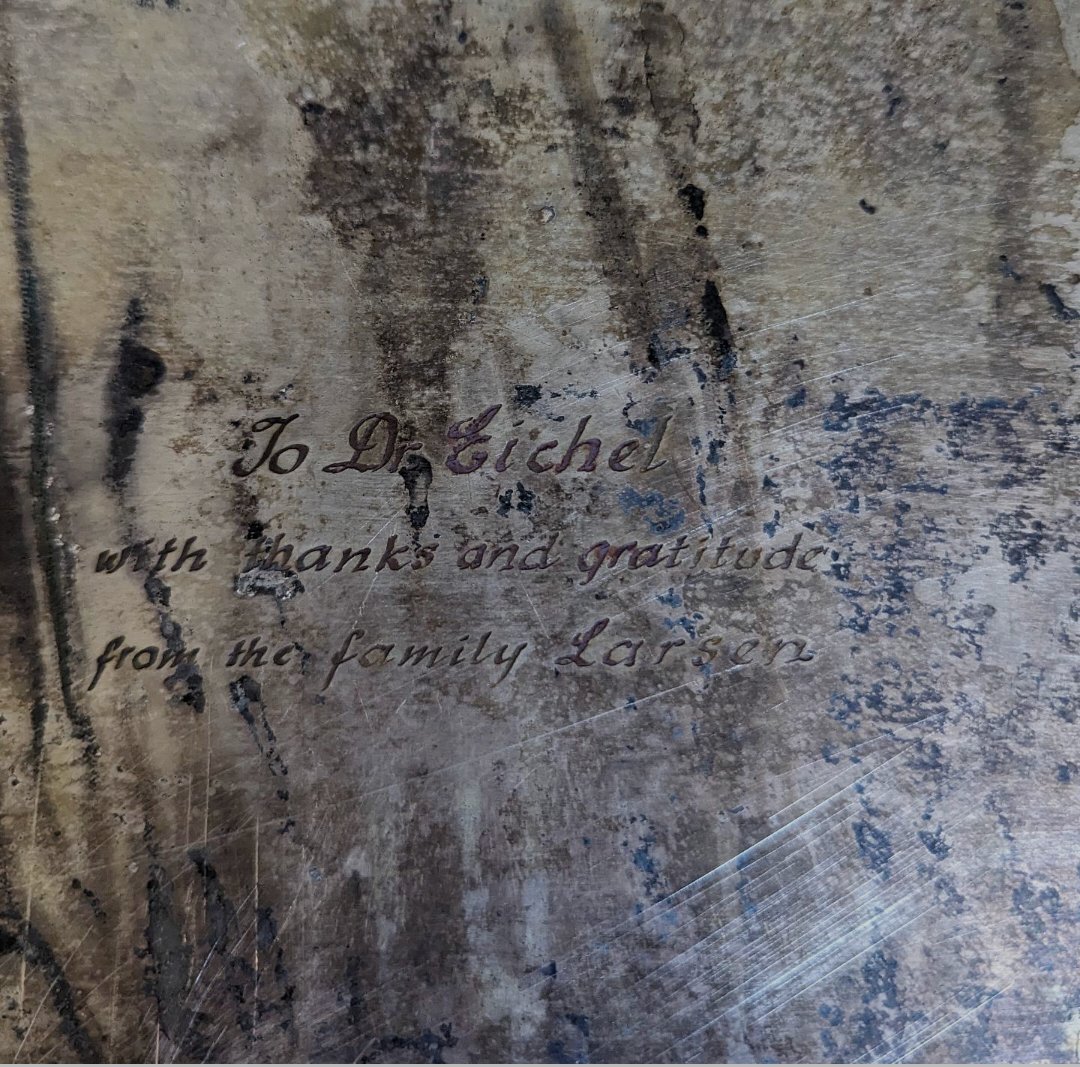 To Dr. Eichel
with thanks and gratitude
from the family Larsen